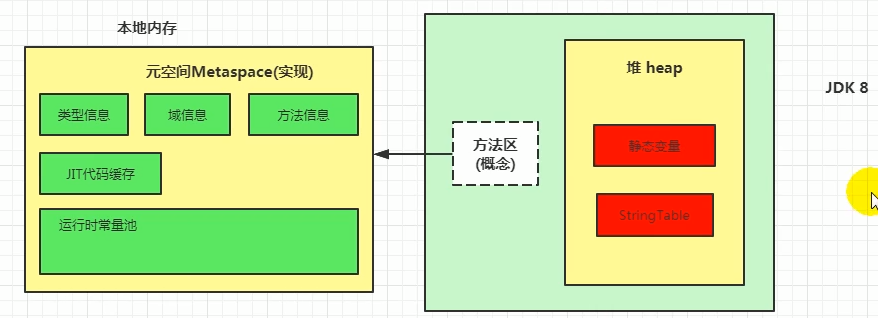 本地内存
元空间Metaspace(实现)
类型信息
域信息
方法信息
JIT代码缓存
运行时常量池
方法区
(概念)
堆 heap
静态变量
StringTable
JDK 8